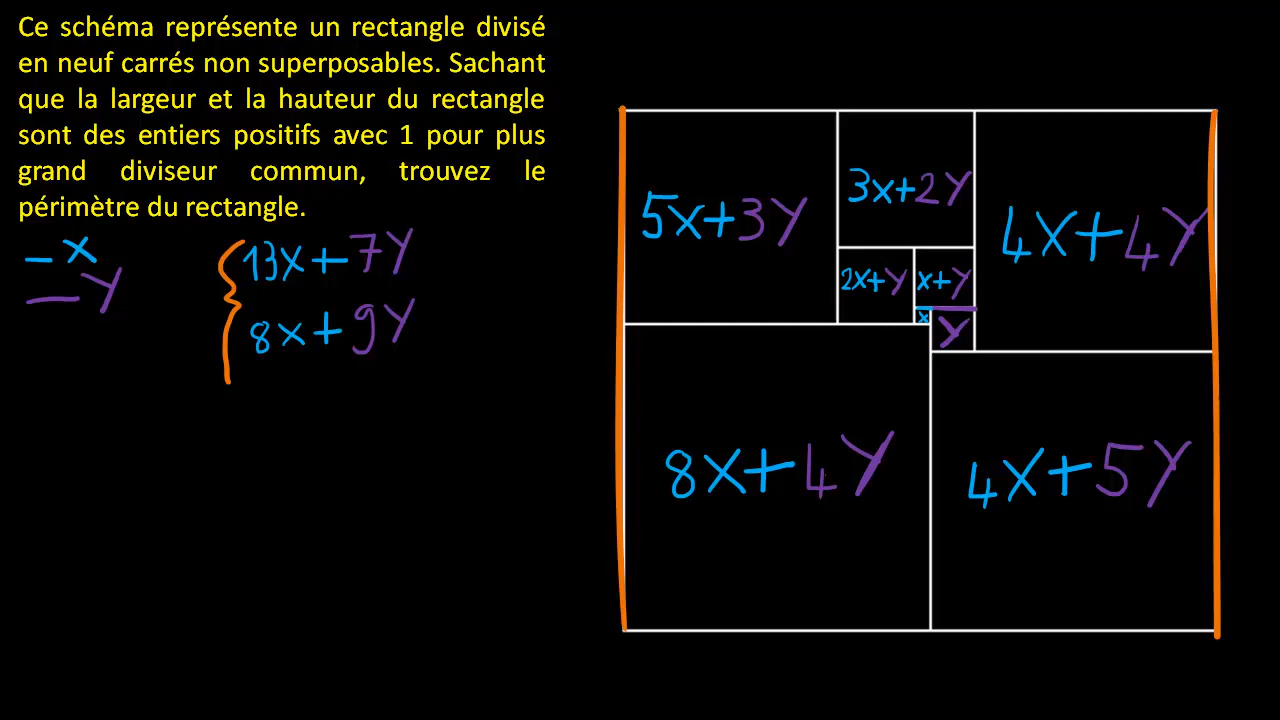 Ce schéma représente un rectangle divisé
en neuf carrés non superposables. Sachant
que la largeur et la hauteur du rectangle
sont des entiers positifs avec 1 pour plus
grand diviseur commun, trouvez le
périmètre du rectangle.
– x
— y
13x+7y
8x+9y
5x+3y
3x+2y
4x+4y
2x+y
x+y
x
y
8x+4y
4x+5y